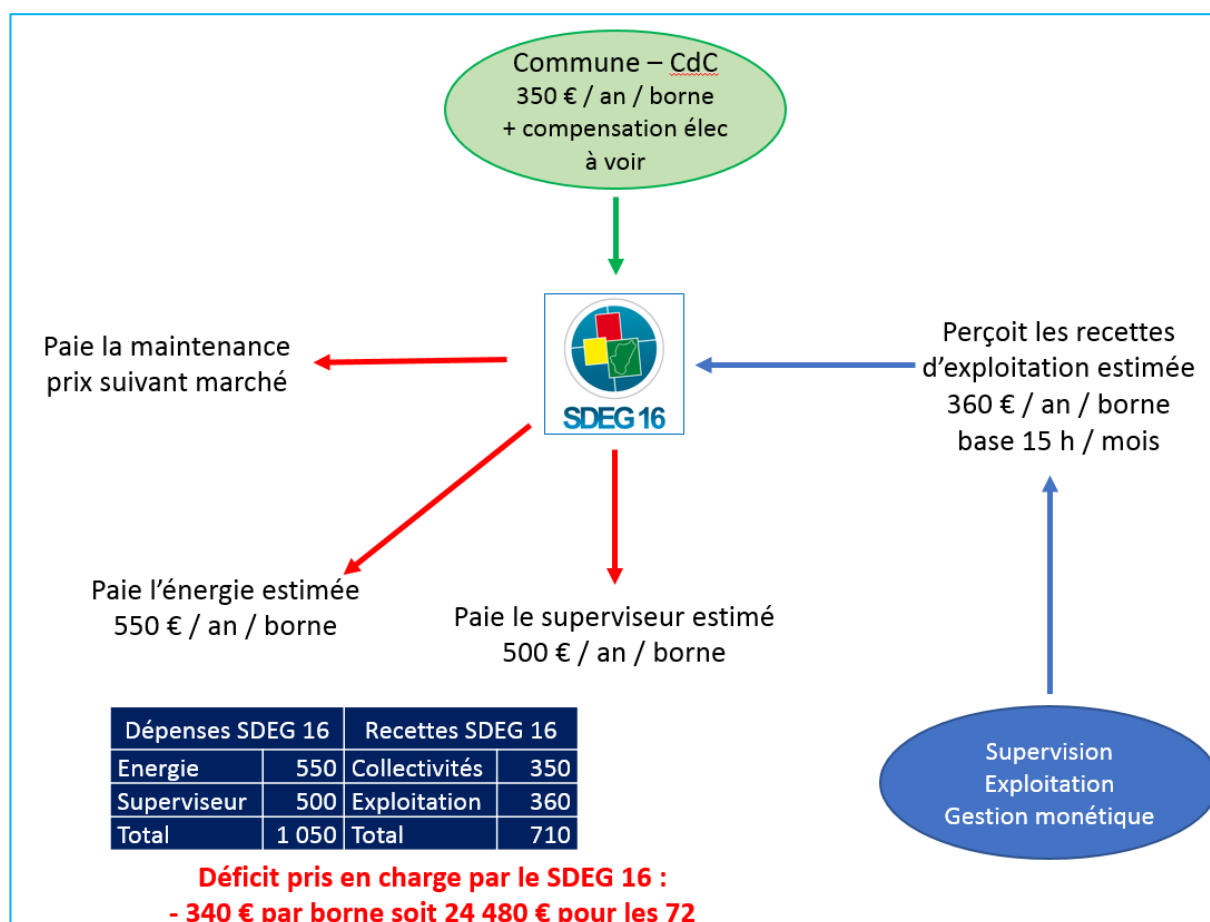 Commune – CdC
350 € / an / borne
+ compensation élec
à voir
Paie la maintenance
prix suivant marché
SDEG 16
Perçoit les recettes
d’exploitation estimée
360 € / an / borne
base 15 h / mois
Paie l’énergie estimée
550 € / an / borne
Paie le superviseur estimé
500 € / an / borne
Supervision
Exploitation
Gestion monétique
Dépenses SDEG 16 Recettes SDEG 16
Energie 550 Collectivités 350
Superviseur 500 Exploitation 360
Total 1 050 Total 710
Déficit pris en charge par le SDEG 16 :
- 340 € par borne soit 24 480 € pour les 72